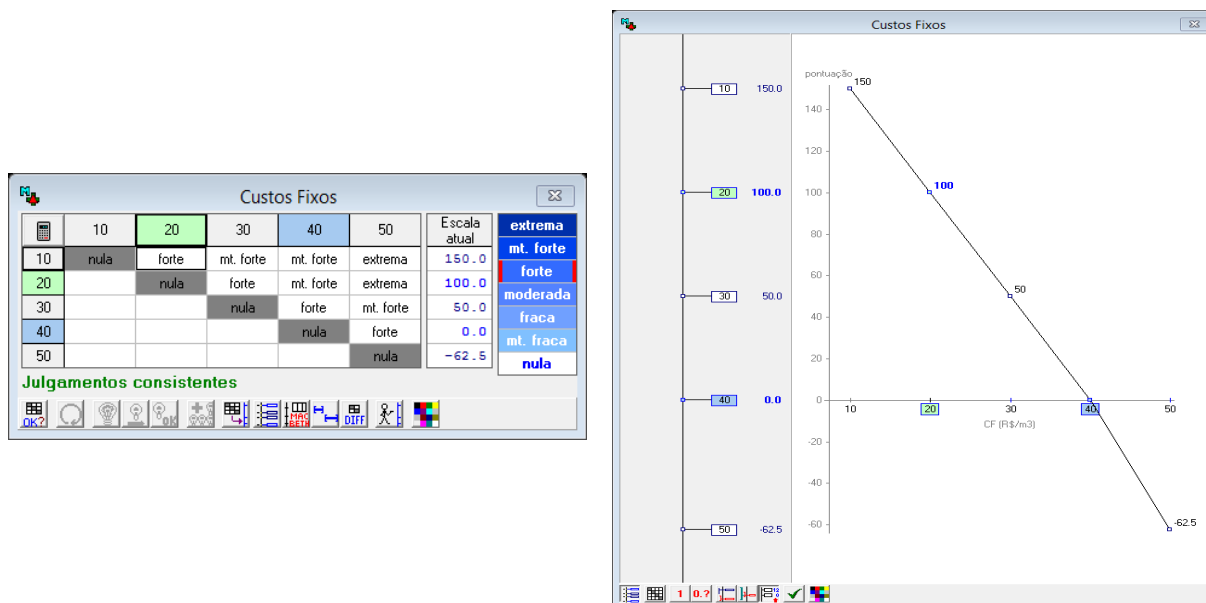 Custos Fixos
10 20 30 40 50 Escala atual
10 nula forte mt. forte mt. forte extrema 150.0
20 nula forte mt. forte extrema 100.0
30 nula forte mt. forte 50.0
40 nula forte 0.0
50 nula -62.5
extrema
mt. forte
forte
moderada
fraca
mt. fraca
nula
Julgamentos consistentes
OK? OK MAC BETH DIFF
Custos Fixos
10 150.0
20 100.0
30 50.0
40 0.0
50 -62.5
pontuação
150
140
120
100
100
80
60
50
40
20
0
10 20 30 40 50
CF (R$/m3)
-20
-40
-60
-62.5
1 0.?